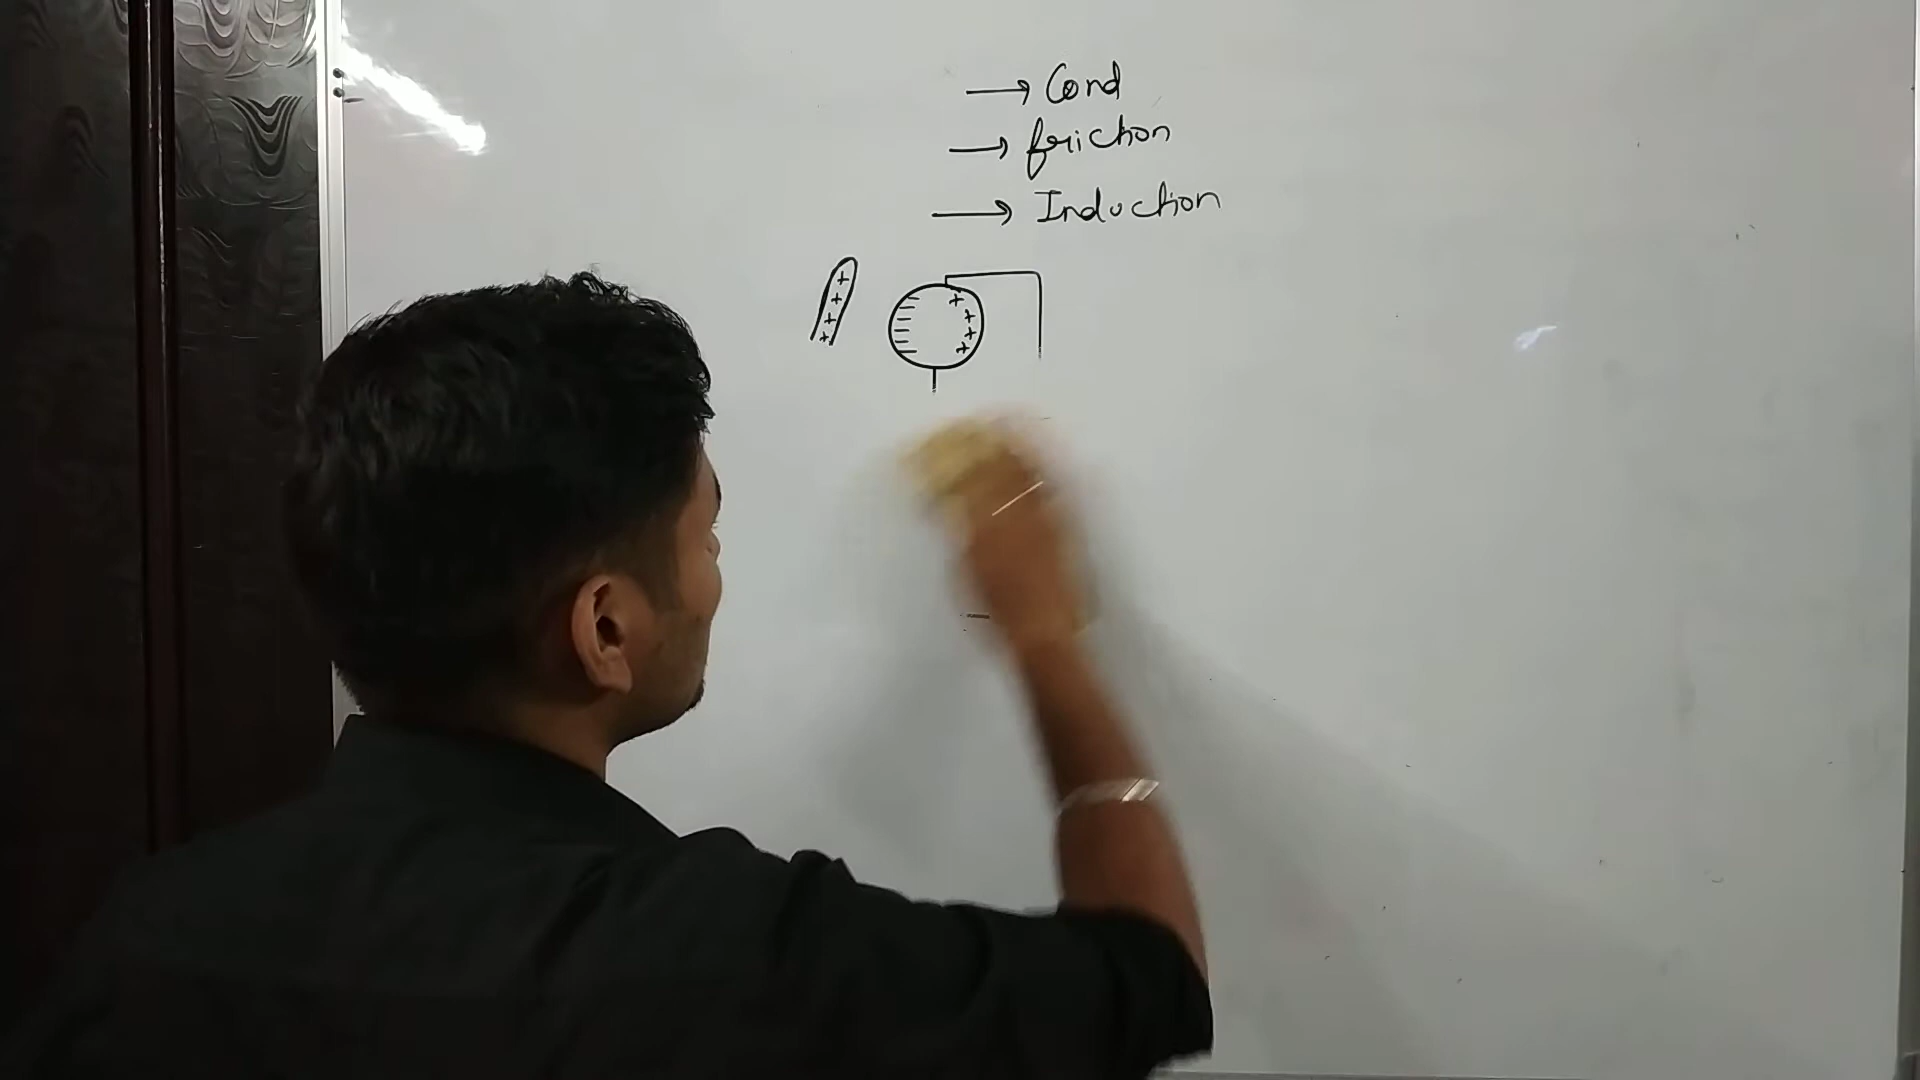 → Cond
→ friction
→ Induction
+
+
+
+
+
+
+
+